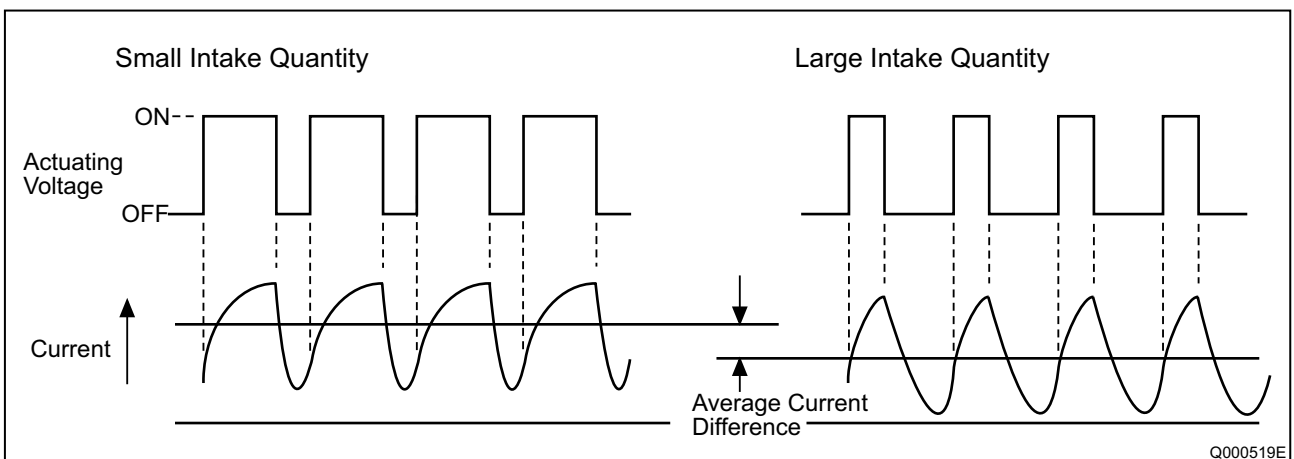 Small Intake Quantity
Large Intake Quantity
ON
Actuating
Voltage
OFF
Current
Average Current
Difference
Q000519E